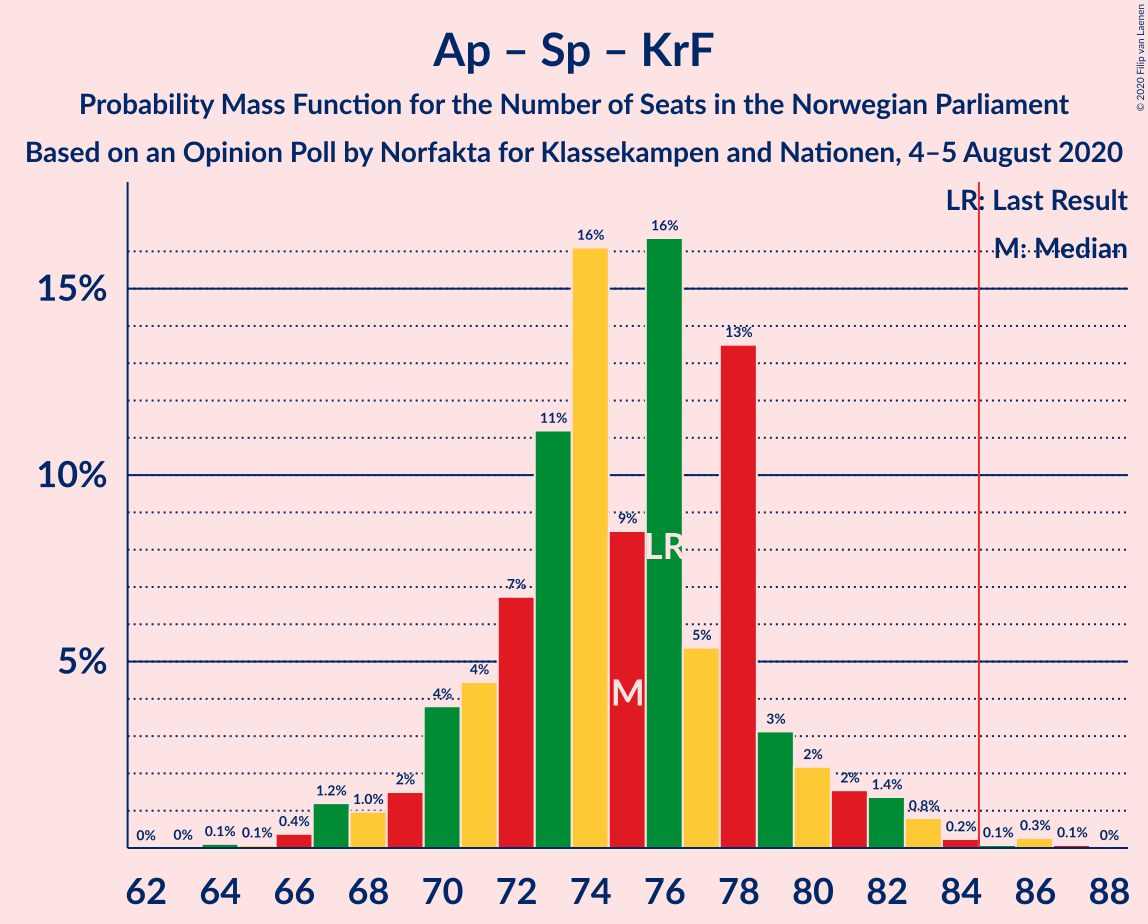 Ap – Sp – KrF
Probability Mass Function for the Number of Seats in the Norwegian Parliament
Based on an Opinion Poll by Norfakta for Klassekampen and Nationen, 4–5 August 2020
© 2020 Filip van Laenen
LR: Last Result
M: Median
15%
10%
5%
0% 0% 0.1% 0.1% 0.4% 1.2% 1.0% 2% 4% 4% 7% 11% 16% 9% 16% 5% 13% 3% 2% 2% 1.4% 0.8% 0.2% 0.1% 0.3% 0.1% 0%
LR
M
62 64 66 68 70 72 74 76 78 80 82 84 86 88